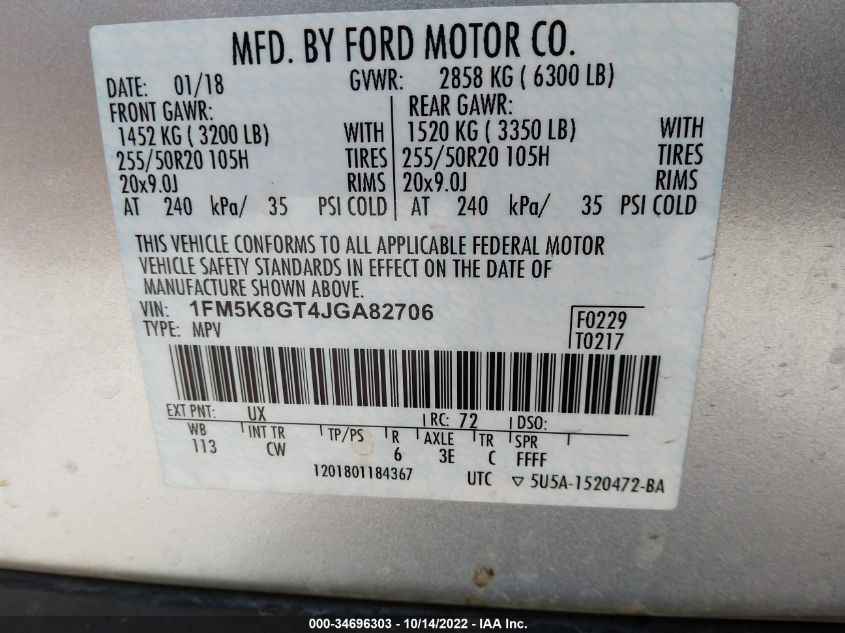 MFD. BY FORD MOTOR CO.
DATE: 01/18 GVWR: 2858 KG ( 6300 LB)
FRONT GAWR: REAR GAWR:
1452 KG ( 3200 LB) WITH 1520 KG ( 3350 LB) WITH
255/50R20 105H TIRES 255/50R20 105H TIRES
20x9.0J RIMS 20x9.0J RIMS
AT 240 kPa/ 35 PSI COLD AT 240 kPa/ 35 PSI COLD
THIS VEHICLE CONFORMS TO ALL APPLICABLE FEDERAL MOTOR
VEHICLE SAFETY STANDARDS IN EFFECT ON THE DATE OF
MANUFACTURE SHOWN ABOVE.
VIN: 1FM5K8GT4JGA82706 F0229
TYPE: MPV T0217
EXT PNT: UX RC: 72 DSO:
WB INT TR TP/PS R AXLE TR SPR
113 CW 6 3E C FFFF
1201801184367 UTC ▽ 5U5A-1520472-BA
000-34696303 - 10/14/2022 - IAA Inc.